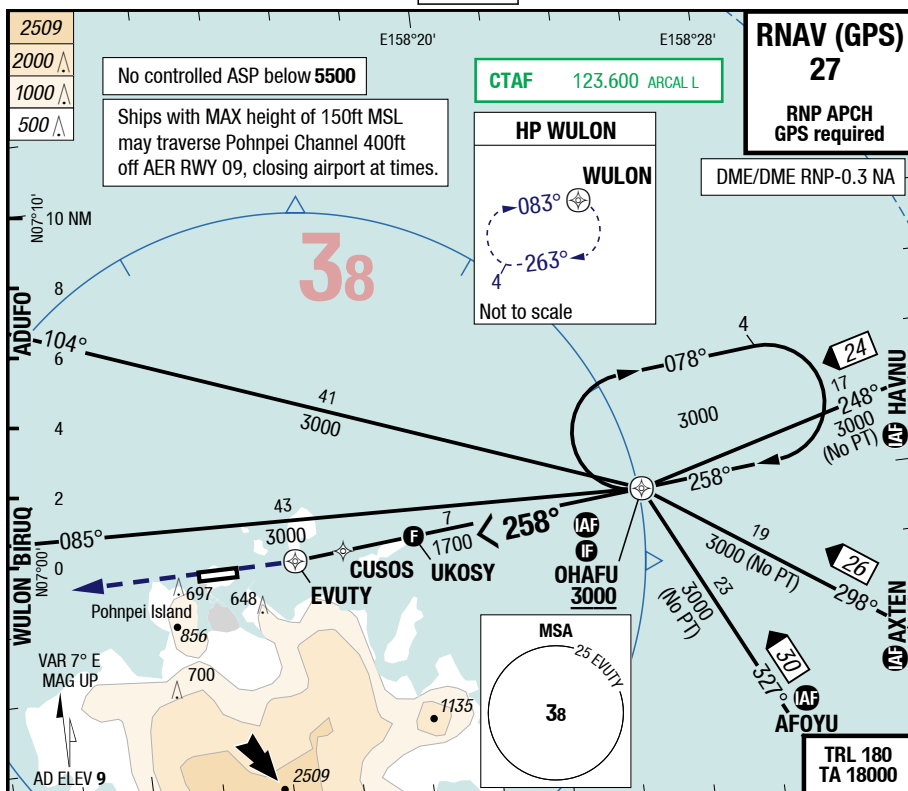 2509
2000
1000
500
E158°20'
E158°28'
RNAV (GPS)
27
RNP APCH
GPS required
No controlled ASP below 5500
CTAF 123.600 ARCAL L
Ships with MAX height of 150ft MSL
may traverse Pohnpei Channel 400ft
off AER RWY 09, closing airport at times.
HP WULON
WULON
083°
263°
4
Not to scale
DME/DME RNP-0.3 NA
N07°10'
10 NM
8
6
4
2
0
N07°00'
38
ADUFO
104°
41
3000
4
078°
3000
258°
24
17
248°
3000
(No PT)
IAF HAVNU
BIRUQ
085°
43
3000
7
1700
< 258°
IAF
IF
OHAFU
3000
F
UKOSY
CUSOS
EVUTY
WULON
19
3000 (No PT)
26
298°
IAF AXTEN
23
3000
(No PT)
30
327°
IAF
AFOYU
697
648
Pohnpei Island
856
700
1135
2509
VAR 7° E
MAG UP
AD ELEV 9
MSA
25 EVUTY
38
TRL 180
TA 18000